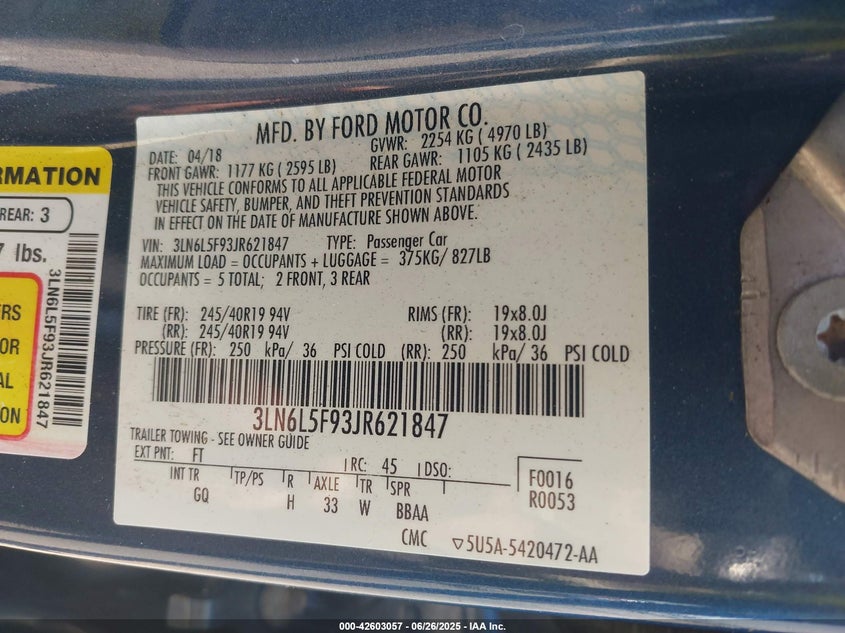 RMATION
REAR: 3
7 lbs.
ERS
OR
AL
ON
3LN6L5F93JR621847
MFD. BY FORD MOTOR CO.
DATE: 04/18
GVWR: 2254 KG ( 4970 LB)
FRONT GAWR: 1177 KG ( 2595 LB)
REAR GAWR: 1105 KG ( 2435 LB)
THIS VEHICLE CONFORMS TO ALL APPLICABLE FEDERAL MOTOR
VEHICLE SAFETY, BUMPER, AND THEFT PREVENTION STANDARDS
IN EFFECT ON THE DATE OF MANUFACTURE SHOWN ABOVE.
VIN: 3LN6L5F93JR621847 TYPE: Passenger Car
MAXIMUM LOAD = OCCUPANTS + LUGGAGE = 375KG/ 827LB
OCCUPANTS = 5 TOTAL; 2 FRONT, 3 REAR
TIRE (FR): 245/40R19 94V RIMS (FR): 19x8.0J
(RR): 245/40R19 94V (RR): 19x8.0J
PRESSURE (FR): 250 kPa/ 36 PSI COLD (RR): 250 kPa/ 36 PSI COLD
3LN6L5F93JR621847
TRAILER TOWING - SEE OWNER GUIDE
EXT PNT: FT RC: 45 DSO:
INT TR TP/PS R AXLE TR SPR
GQ H 33 W BBAA
F0016
R0053
CMC ▽5U5A-5420472-AA
000-42603057 - 06/26/2025 - IAA Inc.